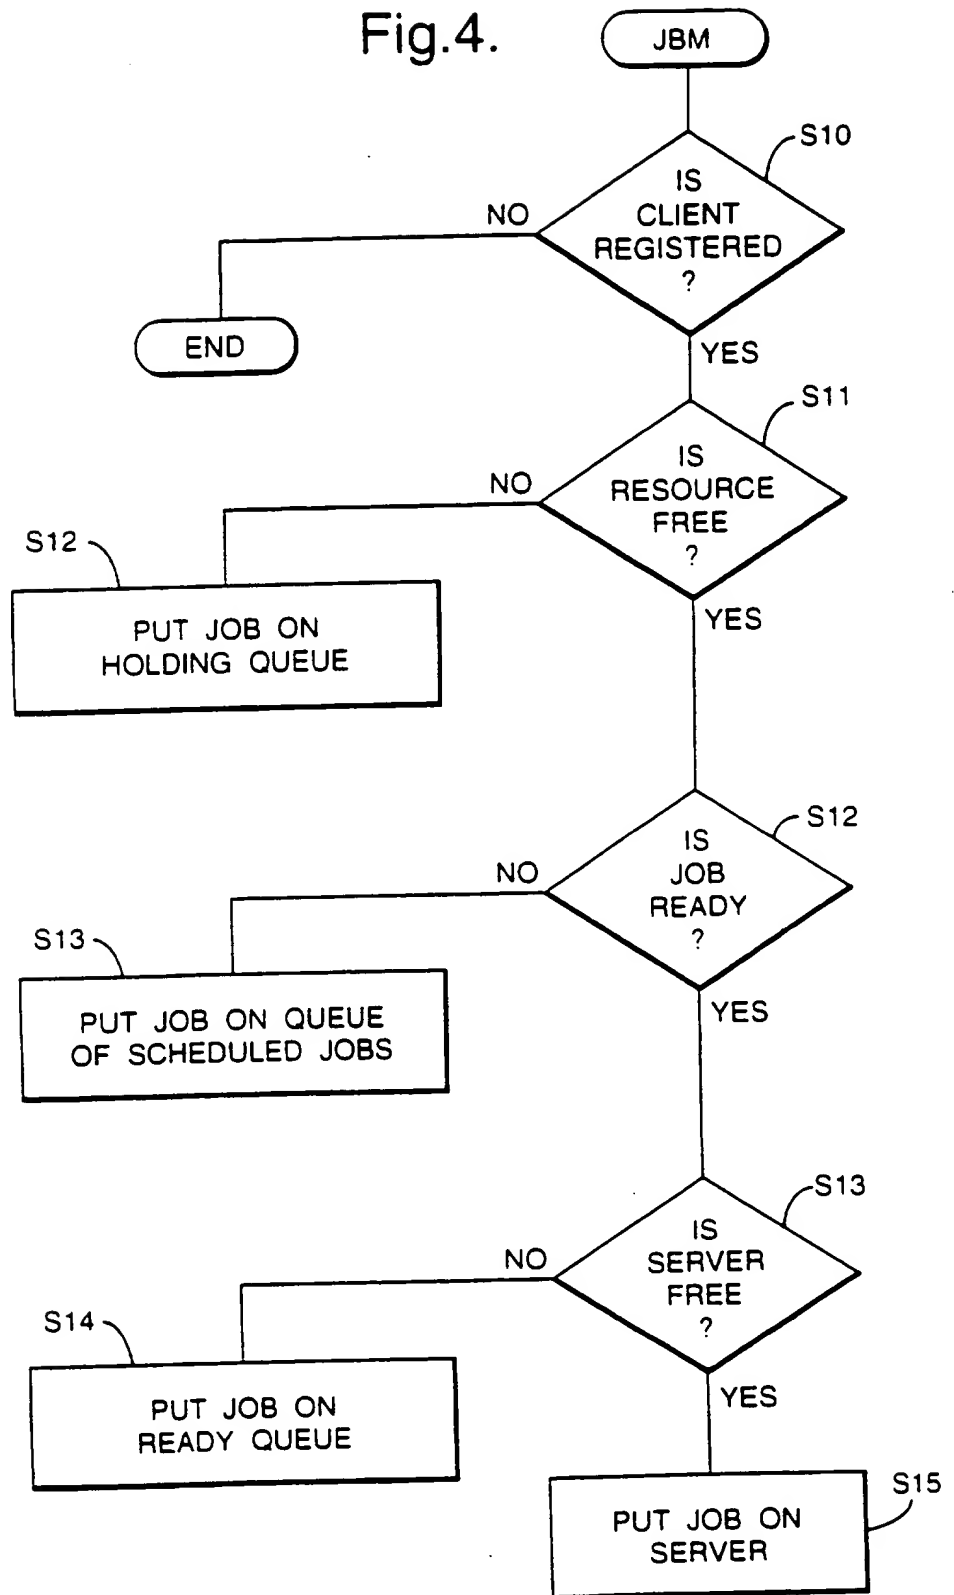 Fig.4.
JBM
S10
IS
CLIENT
REGISTERED
?
NO
END
YES
S11
IS
RESOURCE
FREE
?
NO
S12
PUT JOB ON
HOLDING QUEUE
YES
S12
IS
JOB
READY
?
NO
S13
PUT JOB ON QUEUE
OF SCHEDULED JOBS
YES
S13
IS
SERVER
FREE
?
NO
S14
PUT JOB ON
READY QUEUE
YES
S15
PUT JOB ON
SERVER